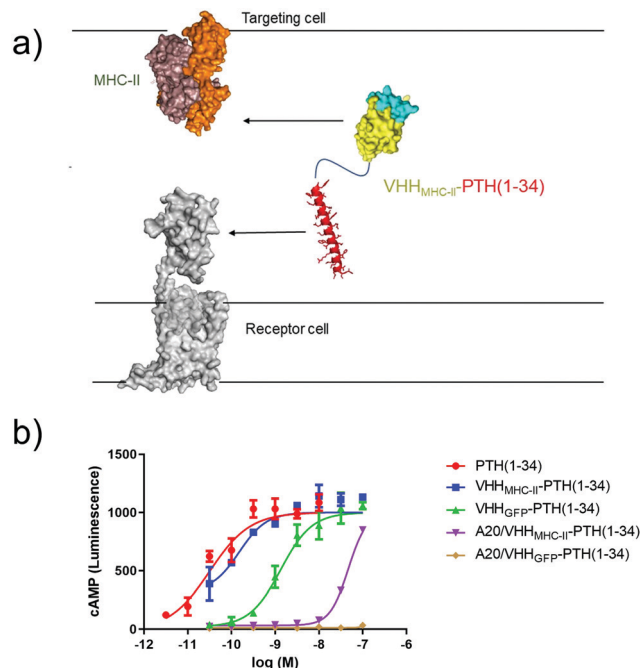 a)
Targeting cell
MHC-II
VHHMHC-II-PTH(1-34)
Receptor cell
b)
cAMP (Luminescence)
1500
1000
500
0
-12 -11 -10 -9 -8 -7 -6
log (M)
PTH(1-34)
VHHMHC-II-PTH(1-34)
VHHGFP-PTH(1-34)
A20/VHHMHC-II-PTH(1-34)
A20/VHHGFP-PTH(1-34)